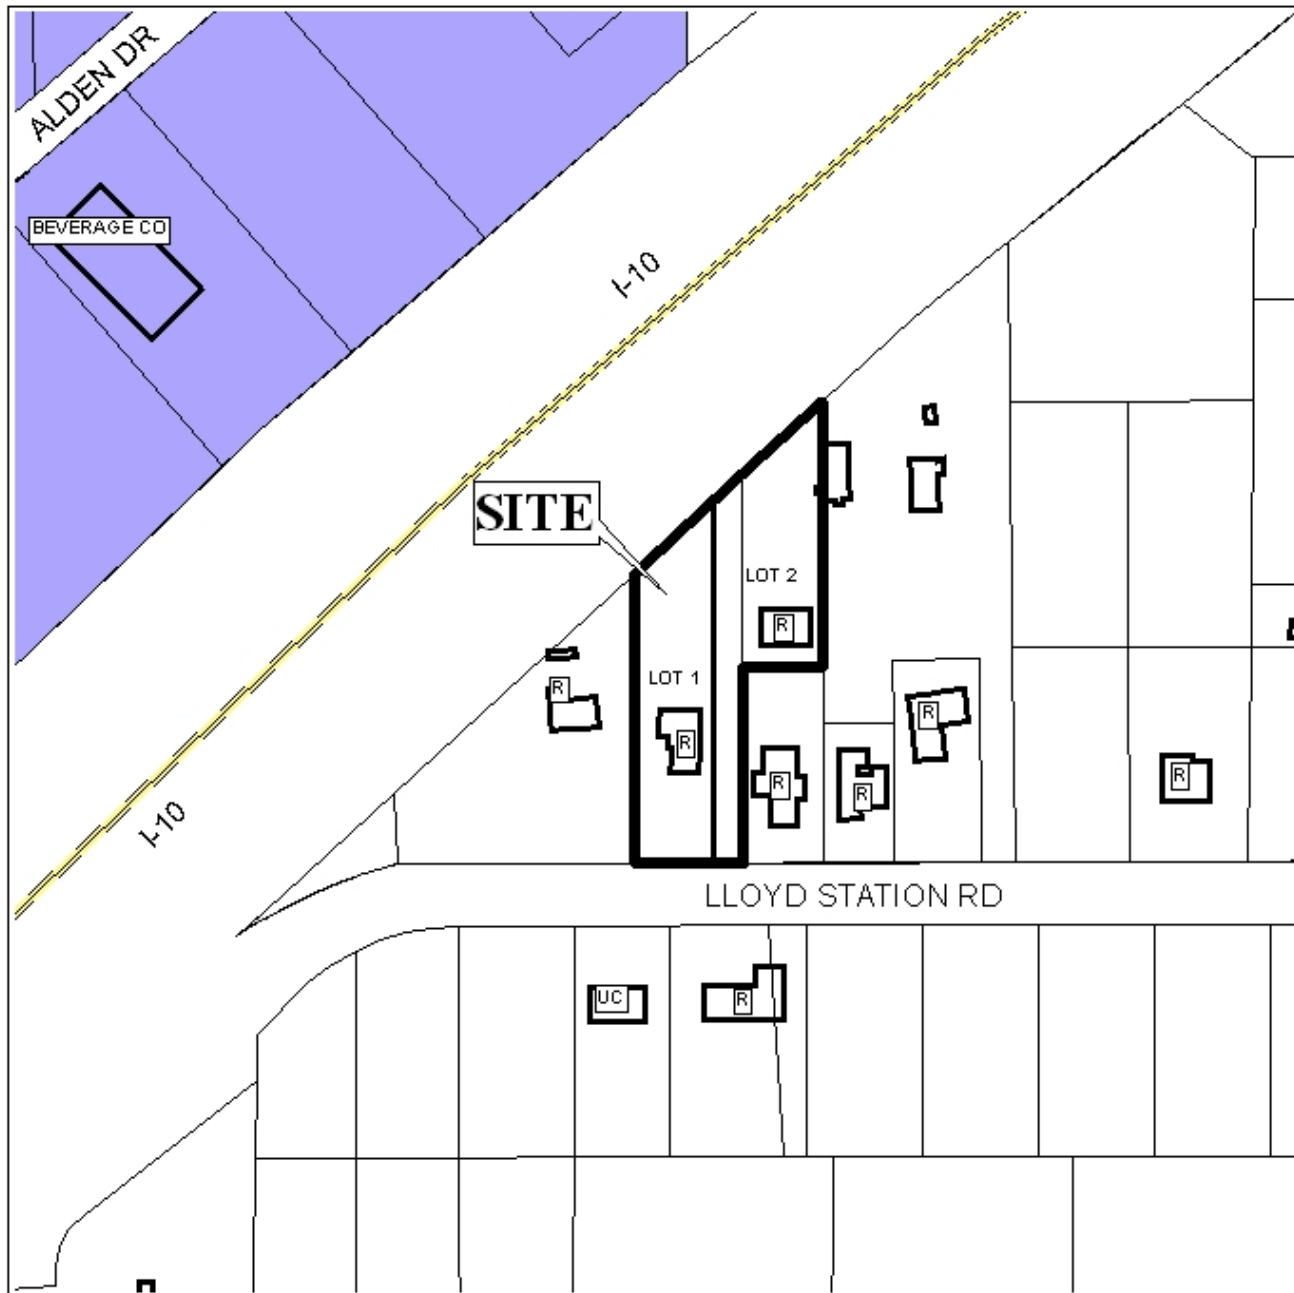 ALDEN DR
BEVERAGE CO
I-10
SITE
LOT 2
R
LOT 1
R
R
R
R
R
R
I-10
LLOYD STATION RD
UC
R